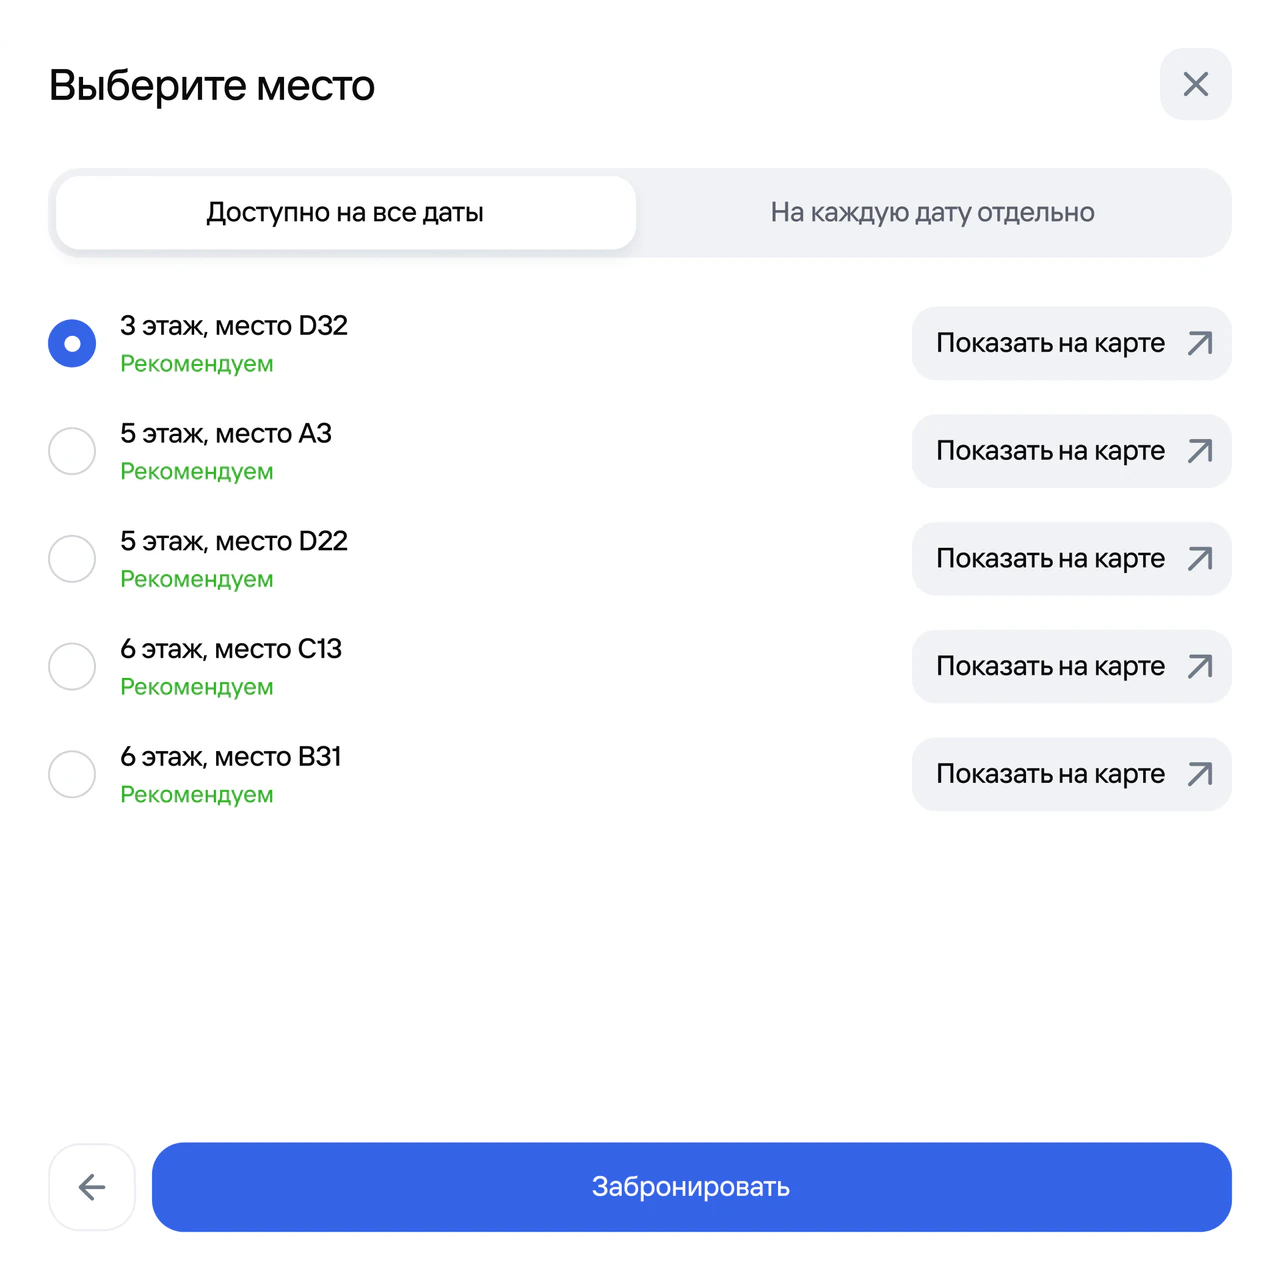 Выберите место
Доступно на все даты
На каждую дату отдельно
3 этаж, место D32
Рекомендуем
Показать на карте
5 этаж, место A3
Рекомендуем
Показать на карте
5 этаж, место D22
Рекомендуем
Показать на карте
6 этаж, место C13
Рекомендуем
Показать на карте
6 этаж, место B31
Рекомендуем
Показать на карте
Забронировать